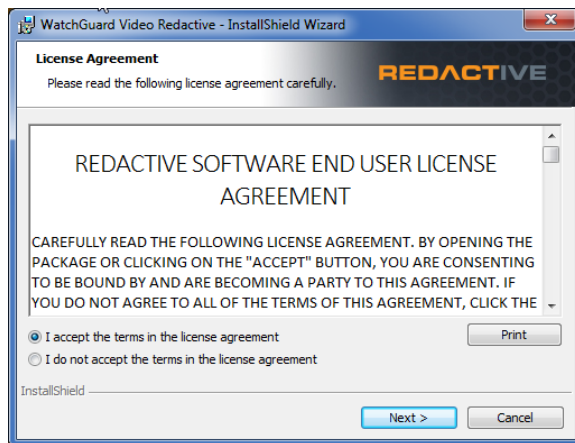 WatchGuard Video Redactive - InstallShield Wizard
License Agreement
Please read the following license agreement carefully.
REDACTIVE
REDACTIVE SOFTWARE END USER LICENSE
AGREEMENT
CAREFULLY READ THE FOLLOWING LICENSE AGREEMENT. BY OPENING THE
PACKAGE OR CLICKING ON THE "ACCEPT" BUTTON, YOU ARE CONSENTING
TO BE BOUND BY AND ARE BECOMING A PARTY TO THIS AGREEMENT. IF
YOU DO NOT AGREE TO ALL OF THE TERMS OF THIS AGREEMENT, CLICK THE
I accept the terms in the license agreement
Print
I do not accept the terms in the license agreement
InstallShield
Next >
Cancel